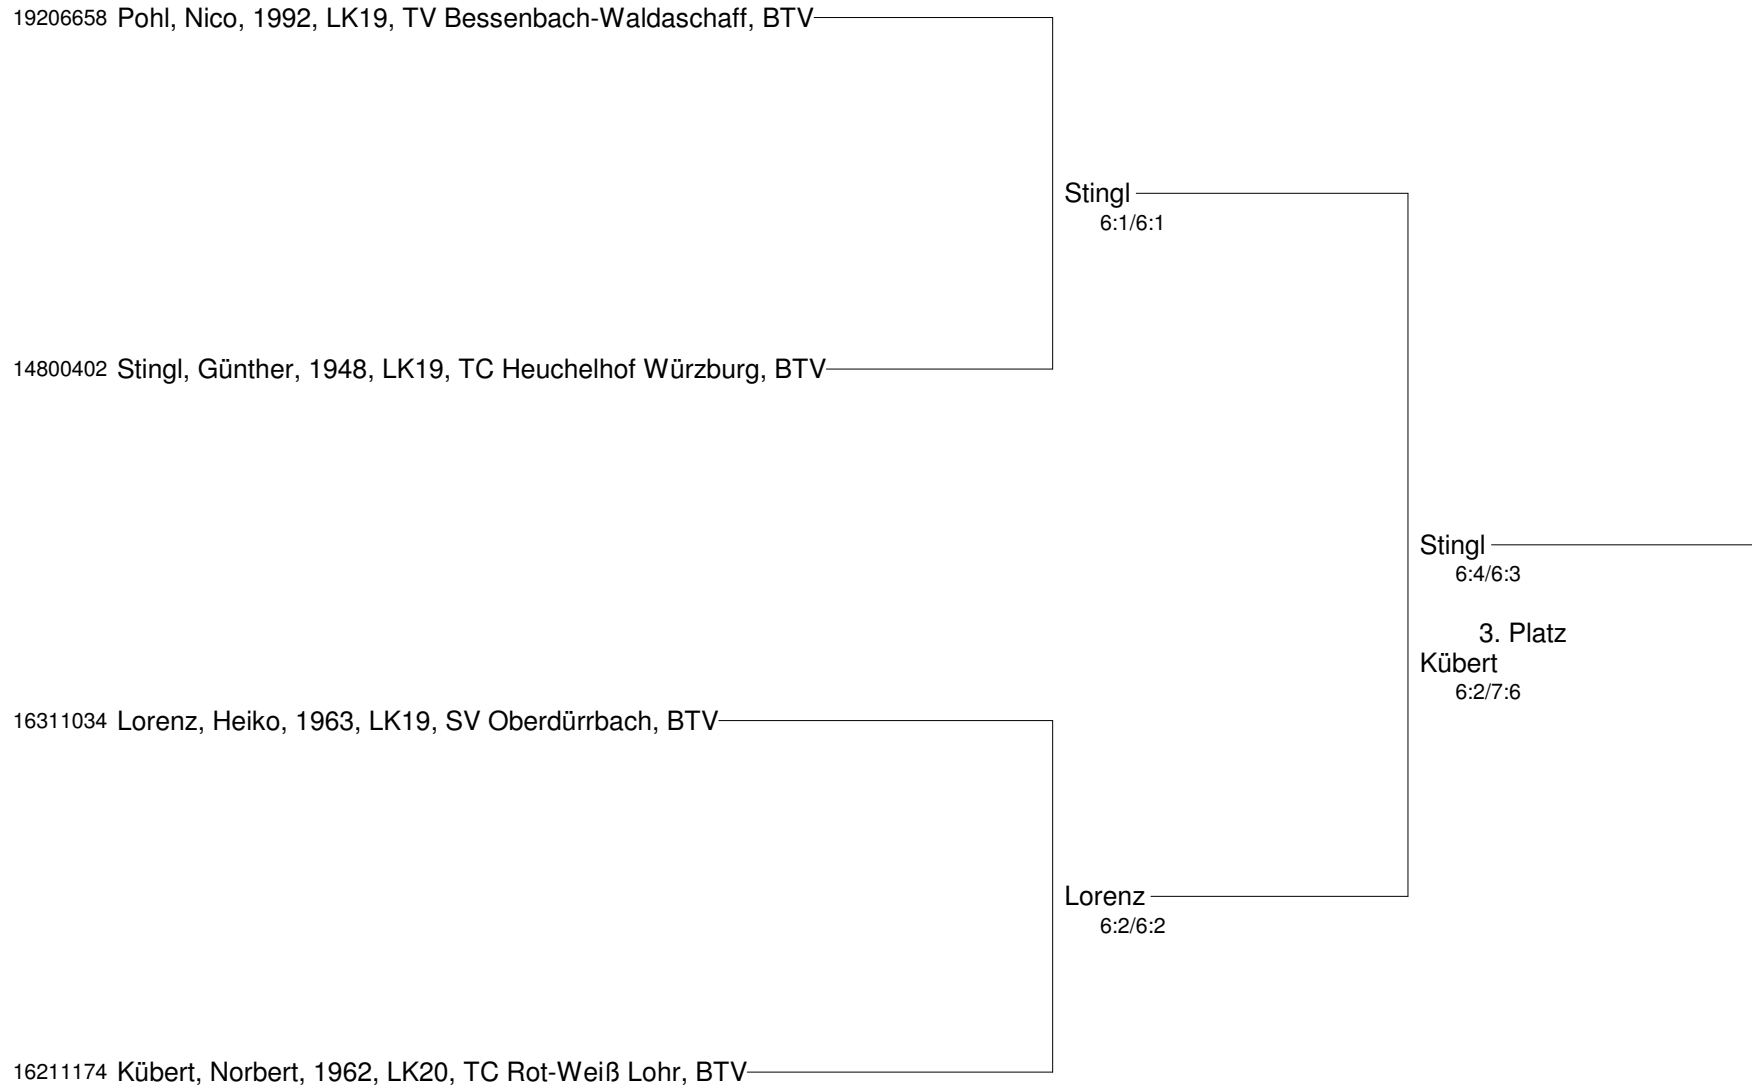 19206658 Pohl, Nico, 1992, LK19, TV Bessenbach-Waldaschaff, BTV
Stingl
6:1/6:1
14800402 Stingl, Günther, 1948, LK19, TC Heuchelhof Würzburg, BTV
Stingl
6:4/6:3
3. Platz
Kübert
6:2/7:6
16311034 Lorenz, Heiko, 1963, LK19, SV Oberdürrbach, BTV
Lorenz
6:2/6:2
16211174 Kübert, Norbert, 1962, LK20, TC Rot-Weiß Lohr, BTV